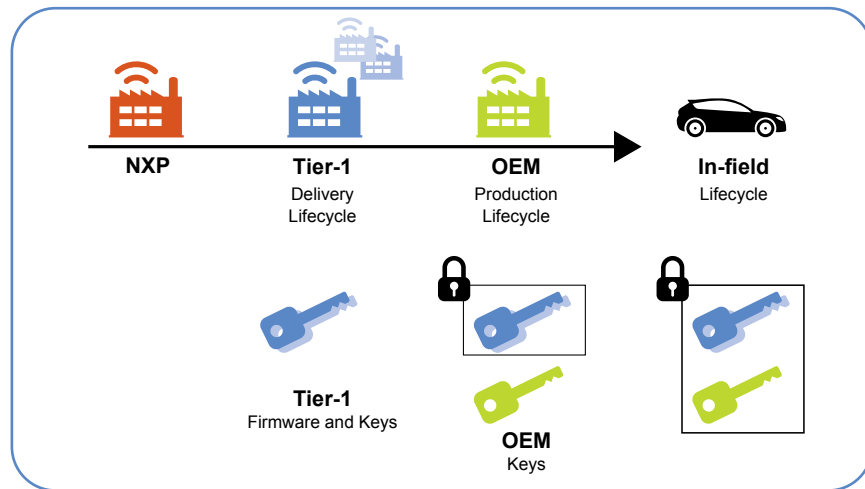 NXP
Tier-1
Delivery
Lifecycle
OEM
Production
Lifecycle
In-field
Lifecycle
Tier-1
Firmware and Keys
OEM
Keys